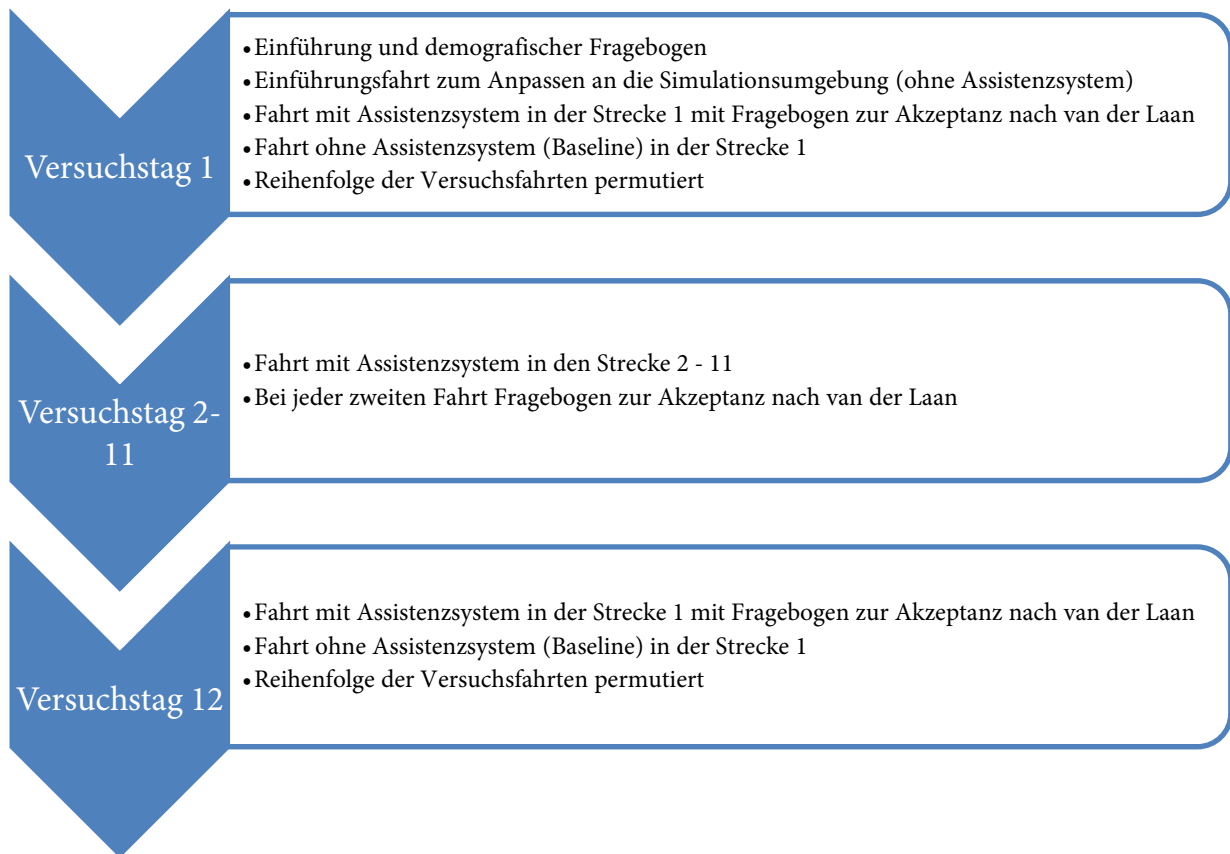 Versuchstag 1
•Einführung und demografischer Fragebogen
•Einführungsfahrt zum Anpassen an die Simulationsumgebung (ohne Assistenzsystem)
•Fahrt mit Assistenzsystem in der Strecke 1 mit Fragebogen zur Akzeptanz nach van der Laan
•Fahrt ohne Assistenzsystem (Baseline) in der Strecke 1
•Reihenfolge der Versuchsfahrten permutiert
Versuchstag 2-
11
•Fahrt mit Assistenzsystem in den Strecke 2 - 11
•Bei jeder zweiten Fahrt Fragebogen zur Akzeptanz nach van der Laan
Versuchstag 12
•Fahrt mit Assistenzsystem in der Strecke 1 mit Fragebogen zur Akzeptanz nach van der Laan
•Fahrt ohne Assistenzsystem (Baseline) in der Strecke 1
•Reihenfolge der Versuchsfahrten permutiert